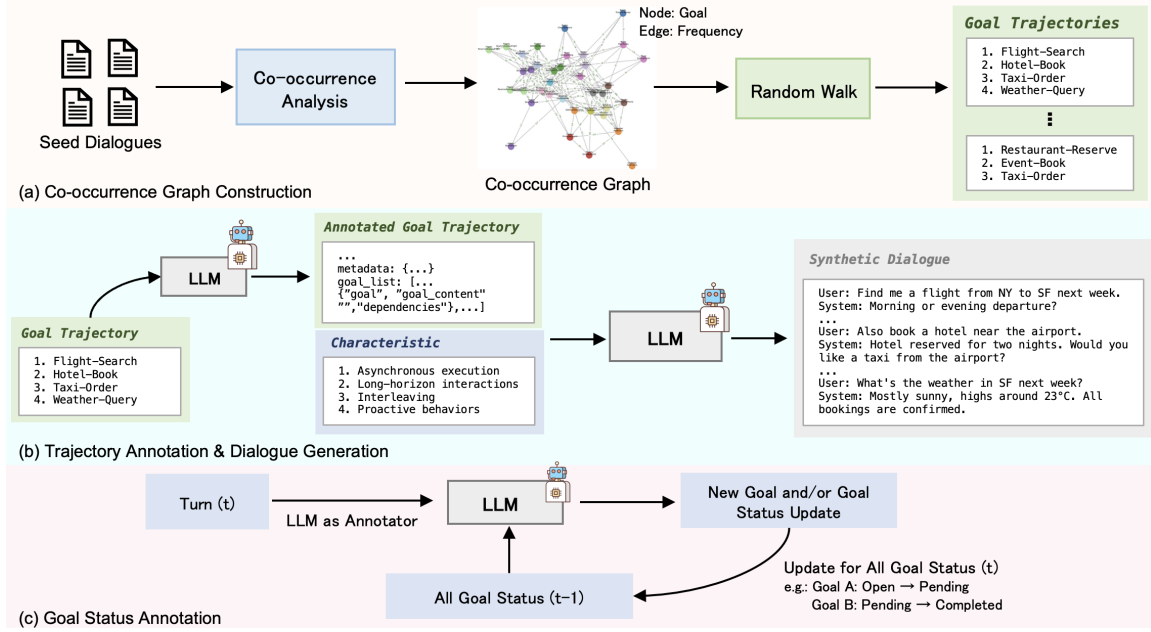 Node: Goal
Edge: Frequency
Seed Dialogues
Co-occurrence
Analysis
Co-occurrence Graph
Random Walk
Goal Trajectories
1. Flight-Search
2. Hotel-Book
3. Taxi-Order
4. Weather-Query
1. Restaurant-Reserve
2. Event-Book
3. Taxi-Order
(a) Co-occurrence Graph Construction
Goal Trajectory
1. Flight-Search
2. Hotel-Book
3. Taxi-Order
4. Weather-Query
LLM
Annotated Goal Trajectory
...
metadata: {...}
goal_list: [...
{"goal", "goal_content"
"","dependencies"},...]
Characteristic
1. Asynchronous execution
2. Long-horizon interactions
3. Interleaving
4. Proactive behaviors
LLM
Synthetic Dialogue
User: Find me a flight from NY to SF next week.
System: Morning or evening departure?
...
User: Also book a hotel near the airport.
System: Hotel reserved for two nights. Would you
like a taxi from the airport?
...
User: What's the weather in SF next week?
System: Mostly sunny, highs around 23°C. All
bookings are confirmed.
(b) Trajectory Annotation & Dialogue Generation
Turn (t)
LLM as Annotator
LLM
New Goal and/or Goal
Status Update
All Goal Status (t-1)
Update for All Goal Status (t)
e.g.: Goal A: Open → Pending
Goal B: Pending → Completed
(c) Goal Status Annotation